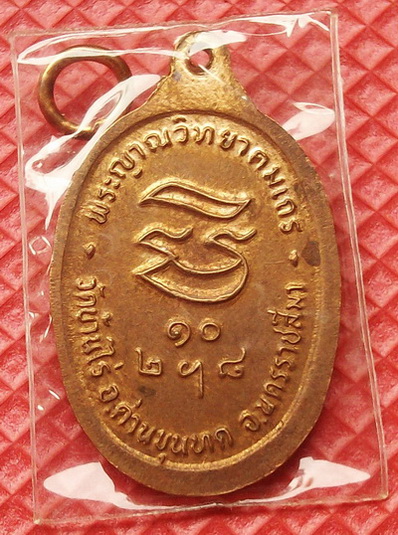 พระญาณวิทยาคมเถร
๑๐
๒ ฯ ๘
วัดบ้านไร่ อ.ด่านขุนทด จ.นครราชสีมา